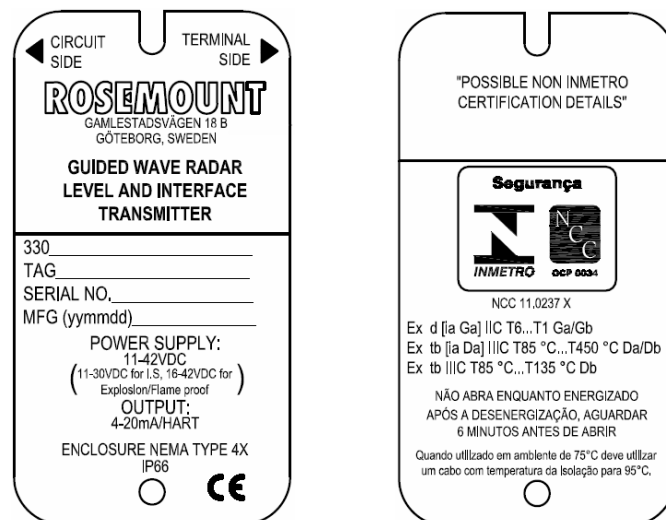 CIRCUIT
SIDE
TERMINAL
SIDE
ROSEMOUNT
GAMLESTADSVÄGEN 18 B
GÖTEBORG, SWEDEN
GUIDED WAVE RADAR
LEVEL AND INTERFACE
TRANSMITTER
330
TAG
SERIAL NO.
MFG (yymmdd)
POWER SUPPLY:
11-42VDC
(11-30VDC for I.S, 16-42VDC for
Explosion/Flame proof)
OUTPUT:
4-20mA/HART
ENCLOSURE NEMA TYPE 4X
IP66
CE
"POSSIBLE NON INMETRO
CERTIFICATION DETAILS"
Segurança
NCC
INMETRO
OCP 0034
NCC 11,0237 X
Ex d [ia Ga] IIC T6...T1 Ga/Gb
Ex tb [ia Da] IIIC T85 °C...T450 °C Da/Db
Ex tb IIIC T85 °C...T135 °C Db
NÃO ABRA ENQUANTO ENERGIZADO
APÓS A DESENERGIZAÇÃO, AGUARDAR
6 MINUTOS ANTES DE ABRIR
Quando utilizado em ambiente de 75°C deve utilizar
um cabo com temperatura da Isolação para 95°C,